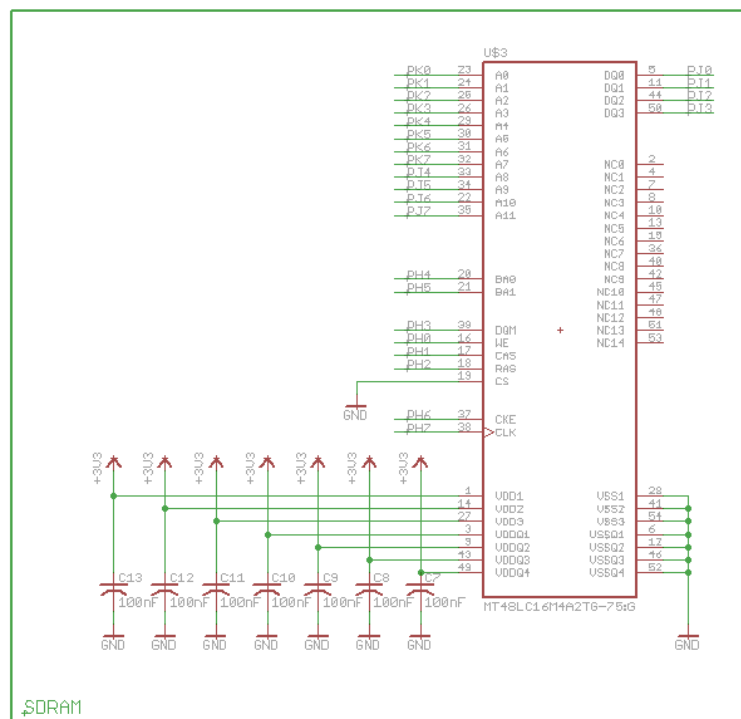 U$3
PK0 23 A0 DQ0 5 PJ0
PK1 24 A1 DQ1 11 PJ1
PK2 25 A2 DQ2 44 PJ2
PK3 26 A3 DQ3 50 PJ3
PK4 29 A4
PK5 30 A5
PK6 31 A6
PK7 32 A7 NC0 2
PJ4 33 A8 NC1 4
PJ5 34 A9 NC2 7
PJ6 22 A10 NC3 8
PJ7 35 A11 NC4 10
NC5 13
NC6 15
NC7 36
NC8 40
PH4 20 BA0 NC9 42
PH5 21 BA1 NC10 45
NC11 47
NC12 48
PH3 39 DQM NC13 51
PH0 16 WE NC14 53
PH1 17 CAS
PH2 18 RAS
19 CS
GND
PH6 37 CKE
PH7 38 CLK
+3V3 +3V3 +3V3 +3V3 +3V3 +3V3 +3V3
1 VDD1 VSS1 28
14 VDD2 VSS2 41
27 VDD3 VSS3 54
3 VDDQ1 VSSQ1 6
9 VDDQ2 VSSQ2 12
43 VDDQ3 VSSQ3 46
49 VDDQ4 VSSQ4 52
C13 C12 C11 C10 C9 C8 C7
100nF 100nF 100nF 100nF 100nF 100nF 100nF
MT48LC16M4A2TG-75:G
GND GND GND GND GND GND GND GND
SDRAM